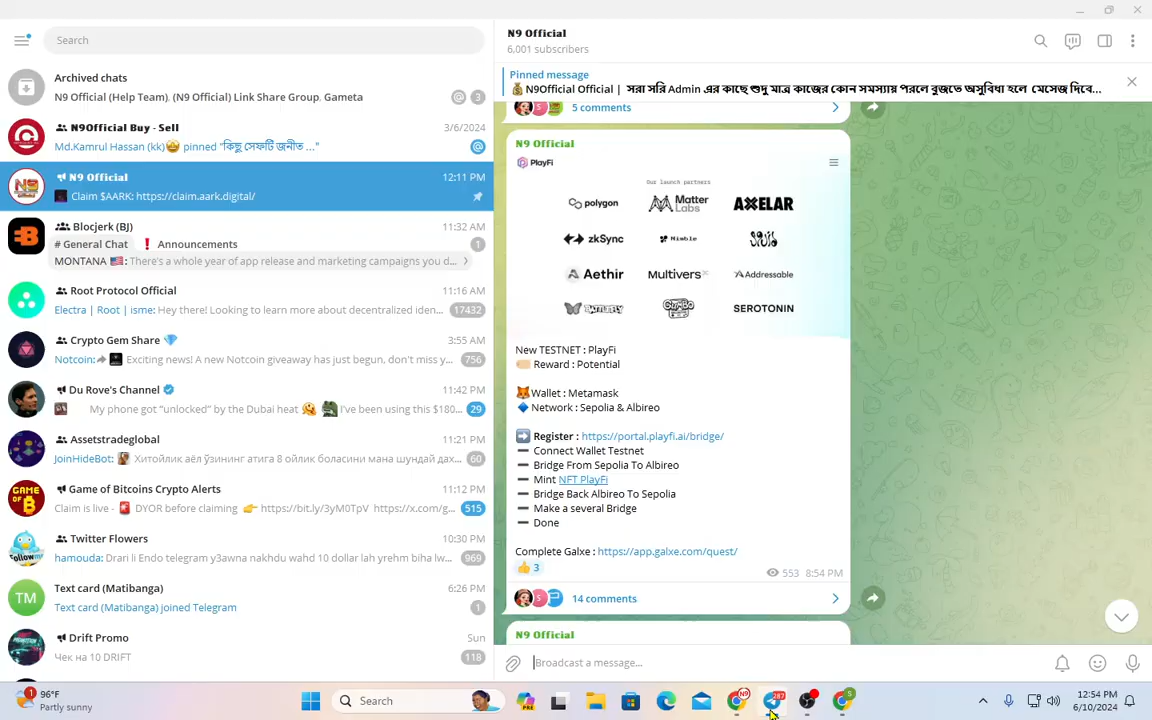 Search
Archived chats
N9 Official (Help Team), (N9 Official) Link Share Group, Gameta
@ 3
N9Official Buy - Sell
3/6/2024
Md.Kamrul Hassan (kk)🤩 pinned "কিছু সেফটি জনীত ..."
@
N9 Official
12:11 PM
Claim $AARK: https://claim.aark.digital/
Blocjerk (BJ)
11:32 AM
# General Chat ❗ Announcements
1
MONTANA 🇺🇸: There's a whole year of app release and marketing campaigns you d...
Root Protocol Official
11:16 AM
Electra | Root | isme: Hey there! Looking to learn more about decentralized iden...
17432
Crypto Gem Share 💎
3:55 AM
Notcoin: Exciting news! A new Notcoin giveaway has just begun, don't miss y...
756
Du Rove's Channel
11:42 PM
My phone got “unlocked” by the Dubai heat 🫠 I've been using this $180...
29
Assetstradeglobal
11:21 PM
JoinHideBot: Хитойлик аёл ўзининг атига 8 ойлик боласини мана шундай дах...
60
Game of Bitcoins Crypto Alerts
11:12 PM
Claim is live - 🚨 DYOR before claiming 👉 https://bit.ly/3yM0TpV https://x.com/g...
515
Twitter Flowers
10:30 PM
hamouda: Drari li Endo telegram y3awna nakhdu wahd 10 dollar lah yrehm biha lw...
969
Text card (Matibanga)
6:26 PM
TM
Text card (Matibanga) joined Telegram
1
Drift Promo
Sun
Чек на 10 DRIFT
118
N9 Official
6,001 subscribers
Pinned message
💰N9Official Official | সরা সরি Admin এর কাছে শুদু মাত্র কাজের কোন সমস্যায় পরলে বুজতে অসুবিধা হলে মেসেজ দিবে...
5 comments
N9 Official
PlayFi
Our launch partners
polygon
Matter Labs
AXELAR
zkSync
Nimble
Aethir
Multivers
Addressable
BATTLEFLY
GUMBO
SEROTONIN
New TESTNET : PlayFi
Reward : Potential
🦊Wallet : Metamask
🔷 Network : Sepolia & Albireo
➡️ Register : https://portal.playfi.ai/bridge/
➖ Connect Wallet Testnet
➖ Bridge From Sepolia To Albireo
➖ Mint NFT PlayFi
➖ Bridge Back Albireo To Sepolia
➖ Make a several Bridge
➖ Done
Complete Galxe : https://app.galxe.com/quest/
👍 3
553 8:54 PM
14 comments
N9 Official
Broadcast a message...
96°F
Partly sunny
Search
12:54 PM
6/10/2024